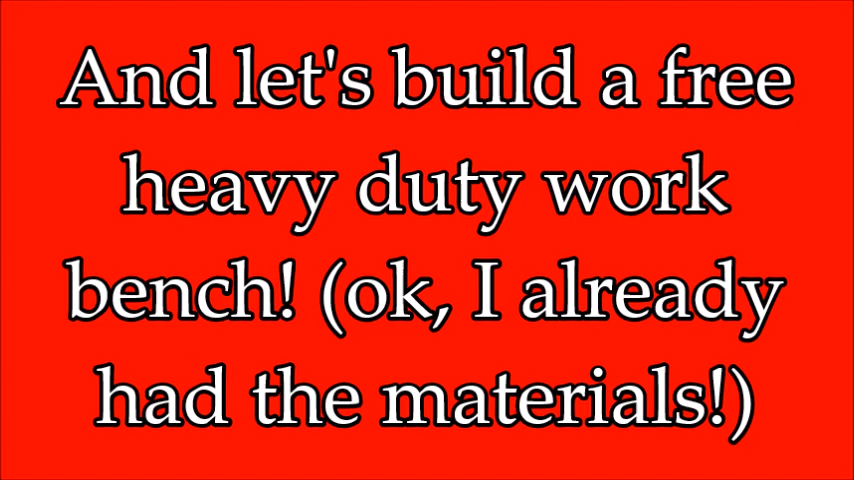 And let's build a free
heavy duty work
bench! (ok, I already
had the materials!)